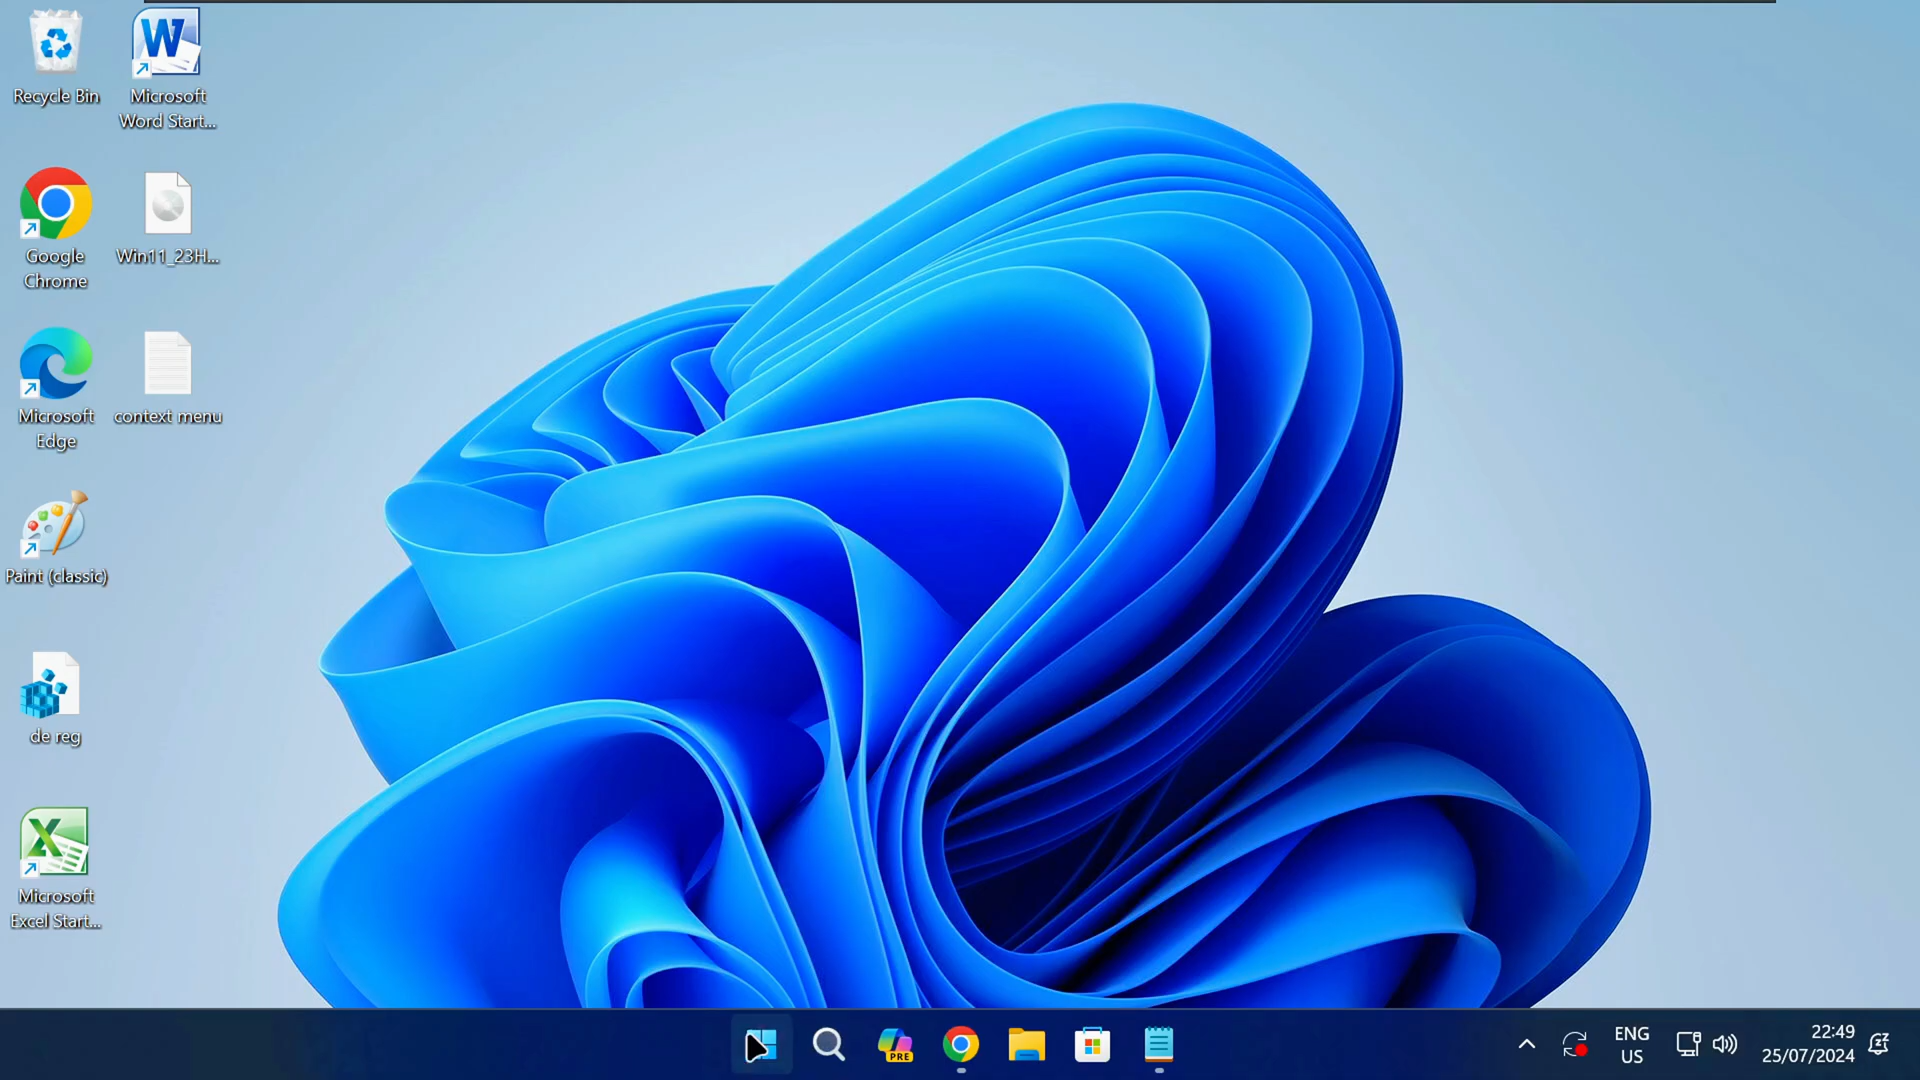 Recycle Bin
Microsoft
Word Start...
Google
Chrome
Win11_23H...
Microsoft
Edge
context menu
Paint (classic)
de reg
Microsoft
Excel Start...
PRE
ENG
US
22:49
25/07/2024